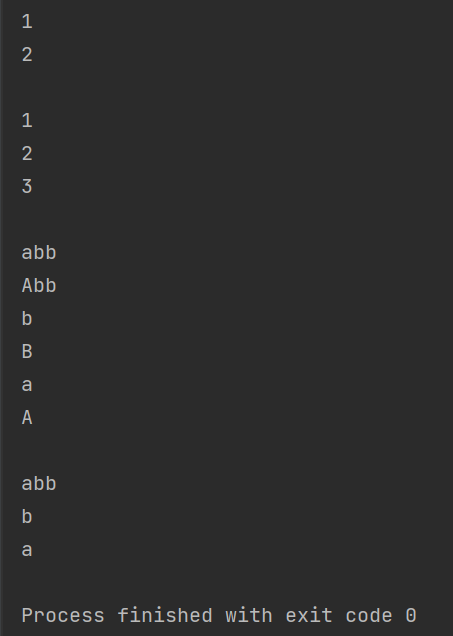 1
2
1
2
3
abb
Abb
b
B
a
A
abb
b
a
Process finished with exit code 0